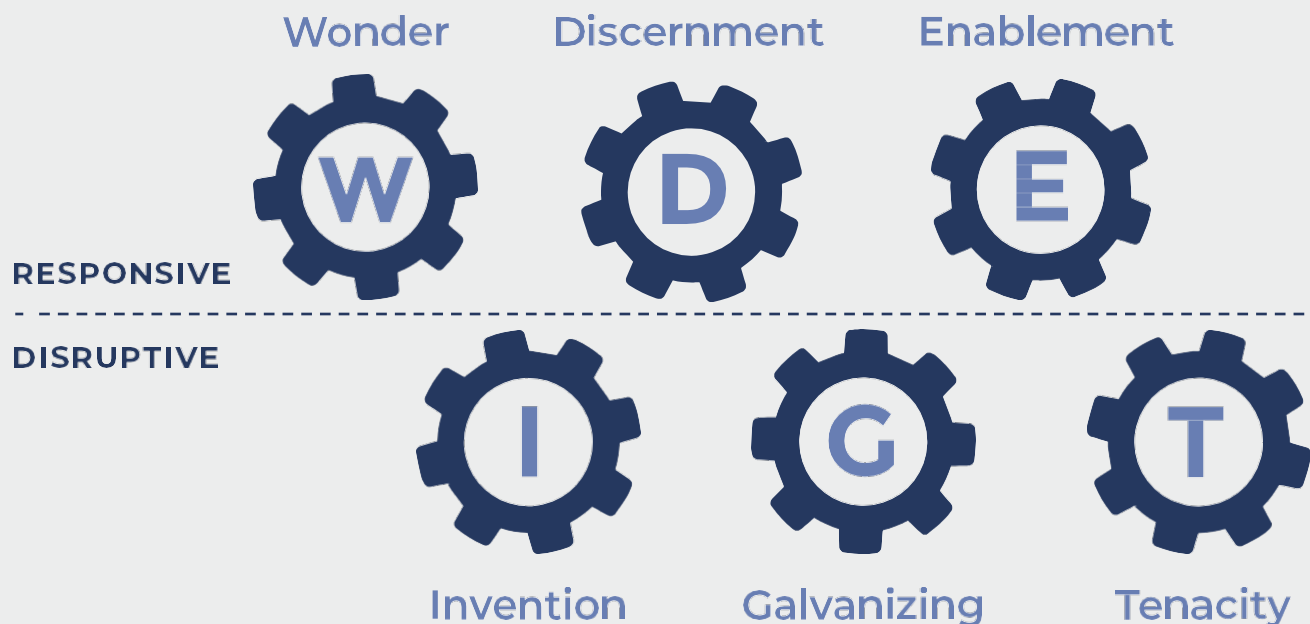 Wonder Discernment Enablement
W D E
RESPONSIVE
DISRUPTIVE
I G T
Invention Galvanizing Tenacity